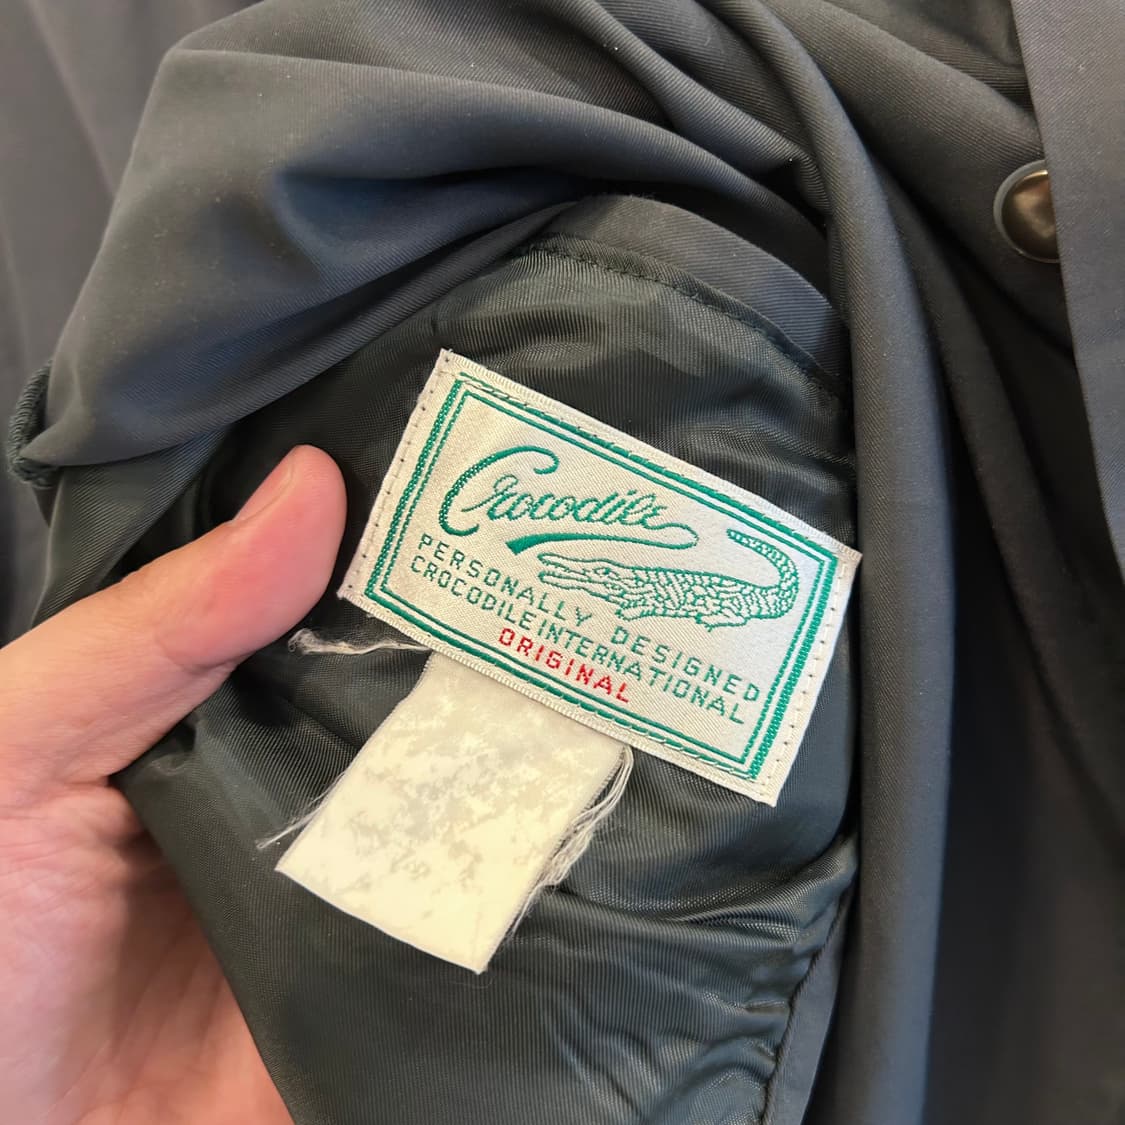 Crocodile
PERSONALLY DESIGNED
CROCODILE INTERNATIONAL
ORIGINAL